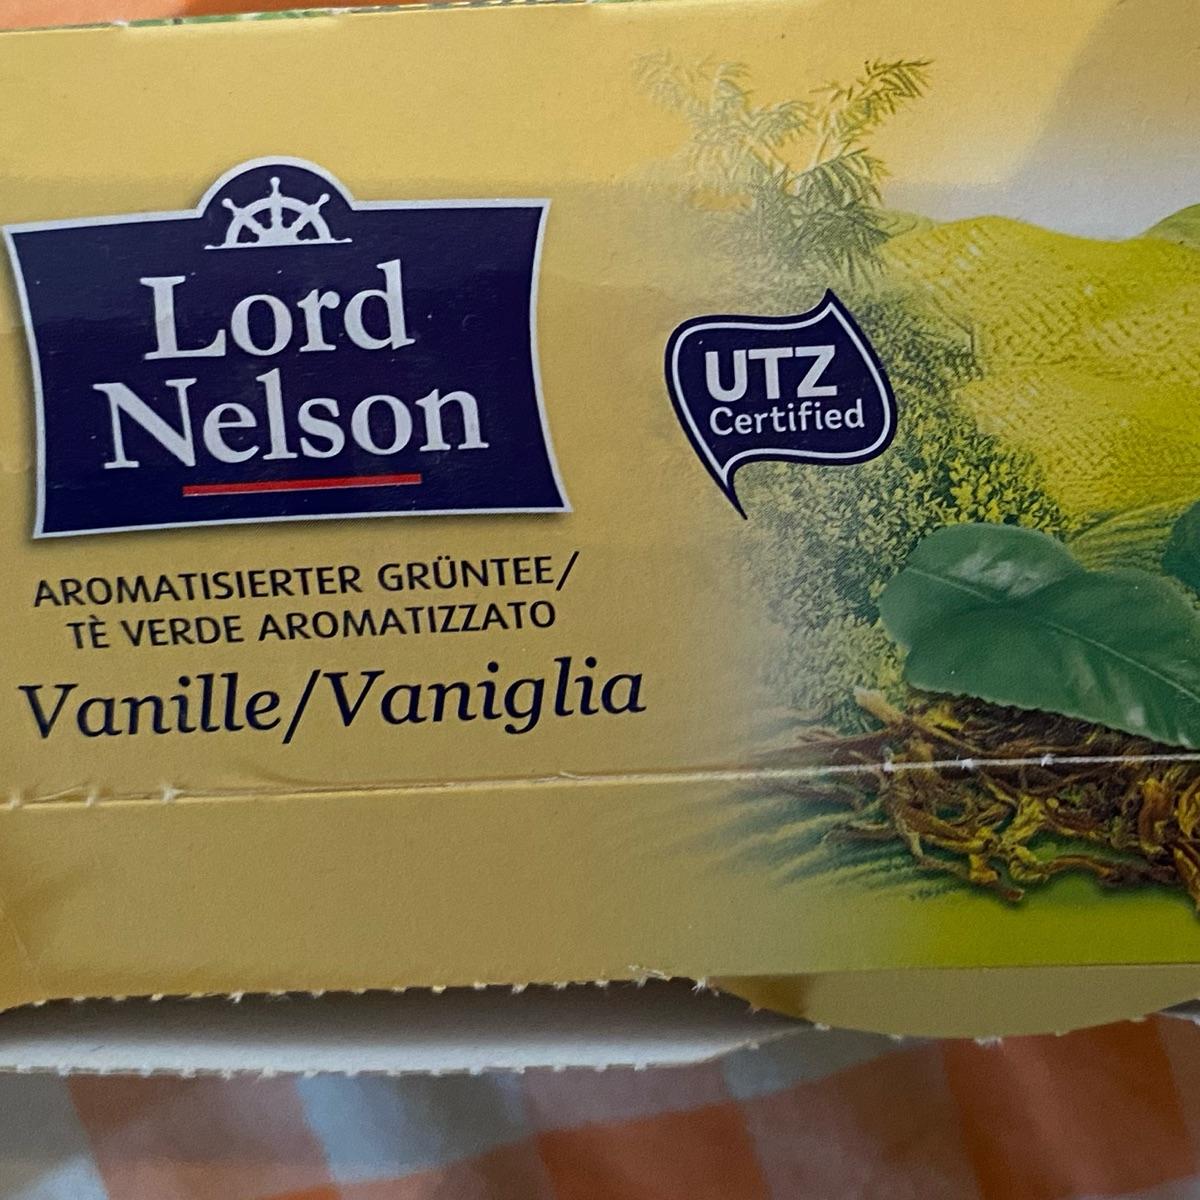 Lord
Nelson
UTZ
Certified
AROMATISIERTER GRÜNTEE/
TÈ VERDE AROMATIZZATO
Vanille/Vaniglia